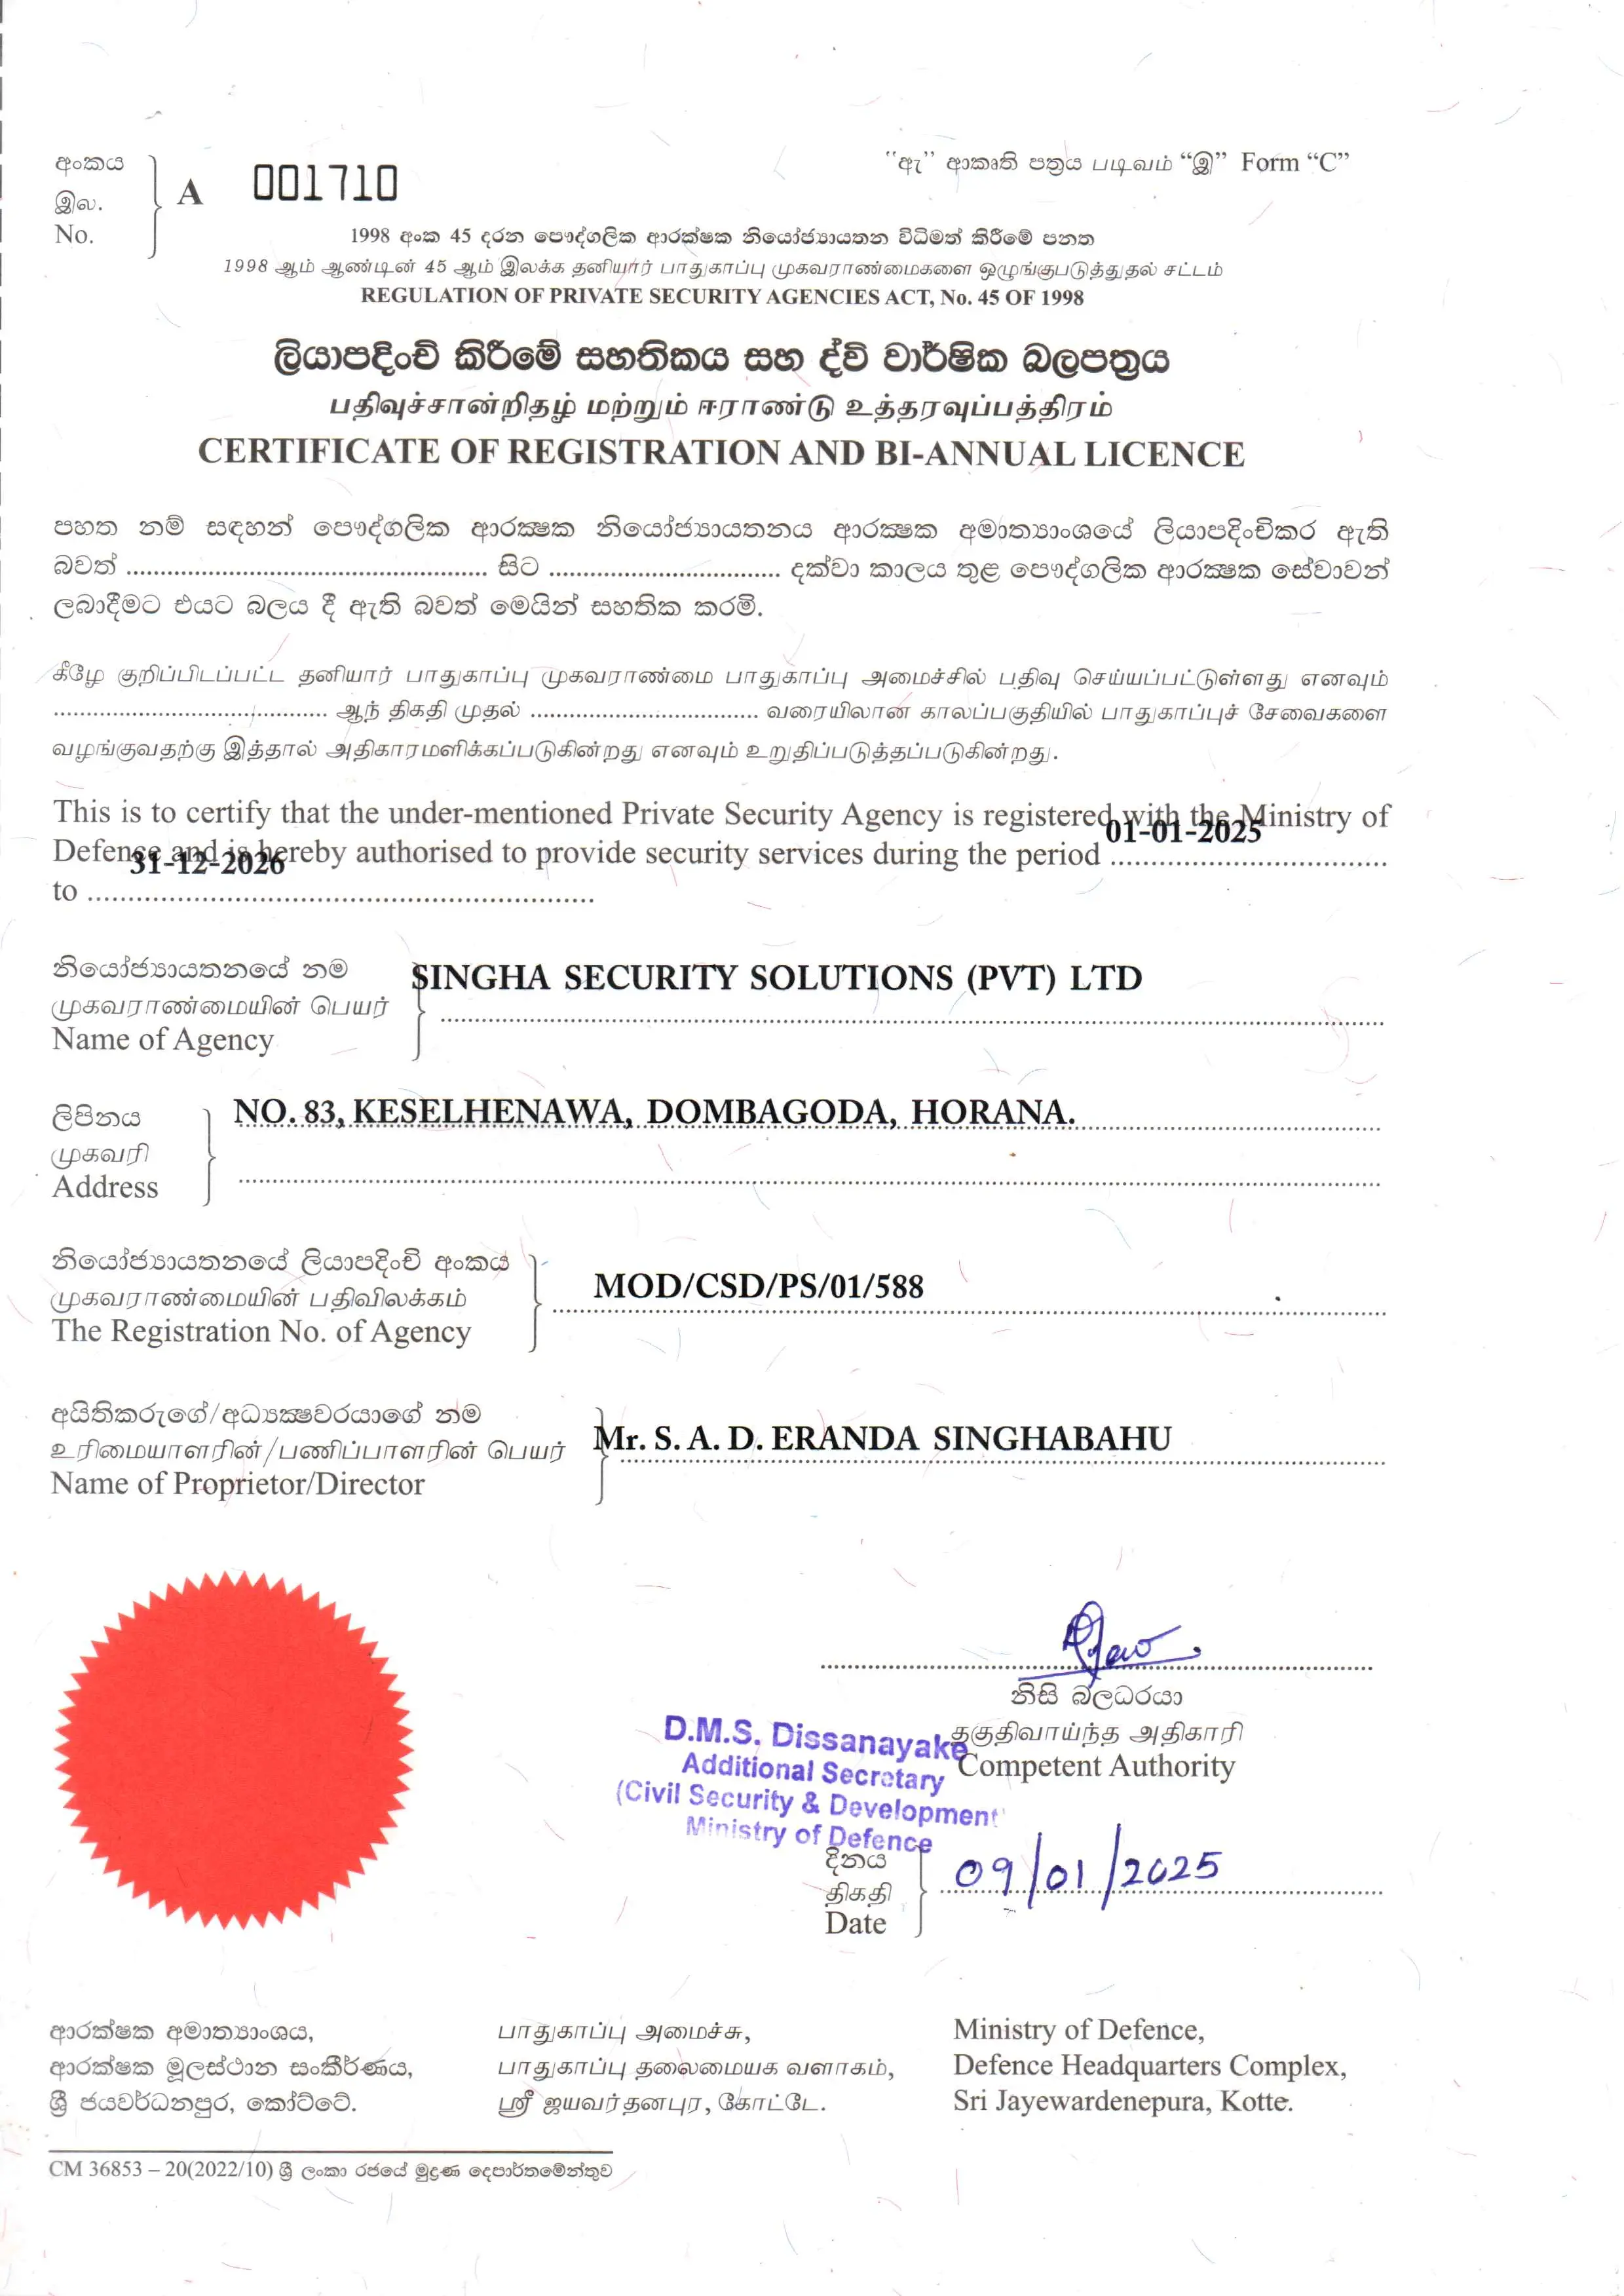 අංකය
இல.
No.
A 001710
"ඇ" ආකෘති පත්‍රය படிவம் “இ” Form “C”
1998 අංක 45 දරන පෞද්ගලික ආරක්ෂක නියෝජ්‍යායතන විධිමත් කිරීමේ පනත
1998 ஆம் ஆண்டின் 45 ஆம் இலக்க தனியார் பாதுகாப்பு முகவராண்மைகளை ஒழுங்குபடுத்துதல் சட்டம்
REGULATION OF PRIVATE SECURITY AGENCIES ACT, No. 45 OF 1998
ලියාපදිංචි කිරීමේ සහතිකය සහ ද්වි වාර්ෂික බලපත්‍රය
பதிவுச்சான்றிதழ் மற்றும் ஈராண்டு உத்தரவுப்பத்திரம்
CERTIFICATE OF REGISTRATION AND BI-ANNUAL LICENCE
පහත නම් සඳහන් පෞද්ගලික ආරක්ෂක නියෝජ්‍යායතනය ආරක්ෂක අමාත්‍යාංශයේ ලියාපදිංචිකර ඇති
බවත් ........................................ සිට ........................................ දක්වා කාලය තුළ පෞද්ගලික ආරක්ෂක සේවාවන්
ලබාදීමට එයට බලය දී ඇති බවත් මෙයින් සහතික කරමි.
கீழே குறிப்பிடப்பட்ட தனியார் பாதுகாப்பு முகவராண்மை பாதுகாப்பு அமைச்சில் பதிவு செய்யப்பட்டுள்ளது எனவும்
........................................ ஆந் திகதி முதல் ........................................ வரையிலான காலப்பகுதியில் பாதுகாப்புச் சேவைகளை
வழங்குவதற்கு இத்தால் அதிகாரமளிக்கப்படுகின்றது எனவும் உறுதிப்படுத்தப்படுகின்றது.
This is to certify that the under-mentioned Private Security Agency is registered with the Ministry of
Defence and is hereby authorised to provide security services during the period 01-01-2025
to 31-12-2026
නියෝජ්‍යායතනයේ නම
முகவராண்மையின் பெயர்
Name of Agency
SINGHA SECURITY SOLUTIONS (PVT) LTD
ලිපිනය
முகவரி
Address
NO. 83, KESELHENAWA, DOMBAGODA, HORANA.
නියෝජ්‍යායතනයේ ලියාපදිංචි අංකය
முகவராண்மையின் பதிவிலக்கம்
The Registration No. of Agency
MOD/CSD/PS/01/588
අයිතිකරුගේ/අධ්‍යක්ෂවරයාගේ නම
உரிமையாளரின்/பணிப்பாளரின் பெயர்
Name of Proprietor/Director
Mr. S. A. D. ERANDA SINGHABAHU
නිසි බලධරයා
தகுதிவாய்ந்த அதிகாரி
Competent Authority
D.M.S. Dissanayake
Additional Secretary
(Civil Security & Development)
Ministry of Defence
දිනය
திகதி
Date
09/01/2025
ආරක්ෂක අමාත්‍යාංශය,
ආරක්ෂක මූලස්ථාන සංකීර්ණය,
ශ්‍රී ජයවර්ධනපුර, කෝට්ටේ.
பாதுகாப்பு அமைச்சு,
பாதுகாப்பு தலைமையக வளாகம்,
ஸ்ரீ ஜயவர்தனபுர, கோட்டே.
Ministry of Defence,
Defence Headquarters Complex,
Sri Jayewardenepura, Kotte.
CM 36853 – 20(2022/10) ශ්‍රී ලංකා රජයේ මුද්‍රණ දෙපාර්තමේන්තුව